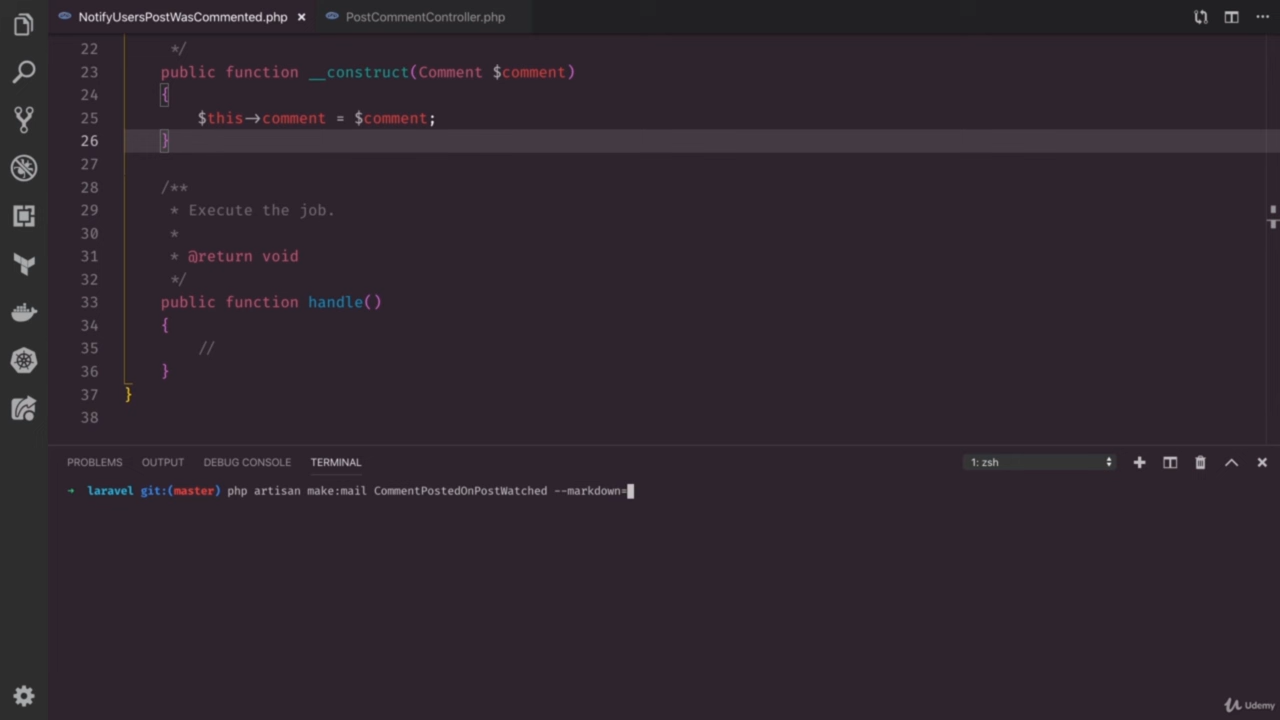 NotifyUsersPostWasCommented.php × PostCommentController.php
22 */
23 public function __construct(Comment $comment)
24 {
25 $this→comment = $comment;
26 }
27
28 /**
29 * Execute the job.
30 *
31 * @return void
32 */
33 public function handle()
34 {
35 //
36 }
37 }
38
PROBLEMS OUTPUT DEBUG CONSOLE TERMINAL 1: zsh
→ laravel git:(master) php artisan make:mail CommentPostedOnPostWatched --markdown=
Udemy